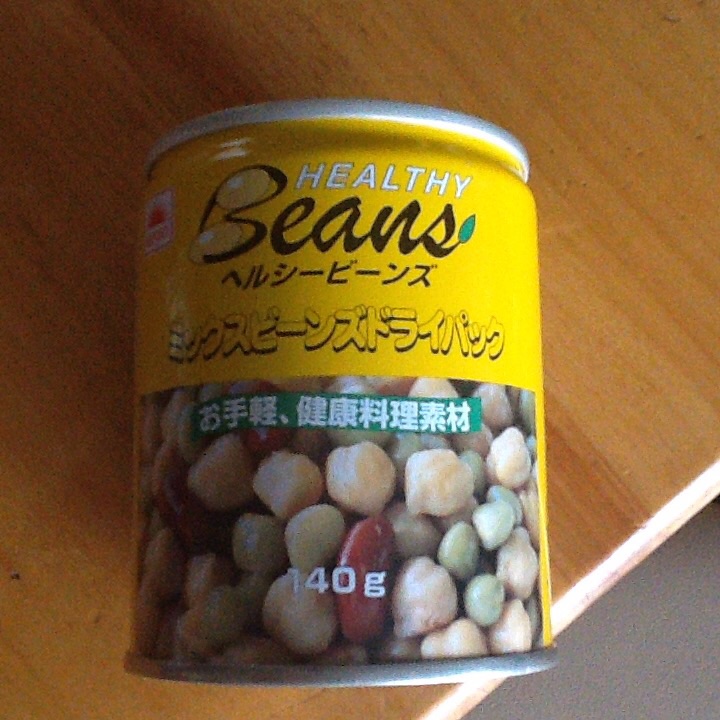 HEALTHY
Beans
ヘルシービーンズ
ミックスビーンズドライパック
お手軽、健康料理素材
140g